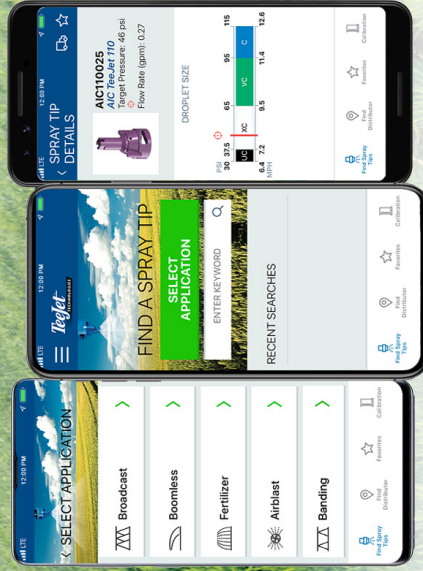 LTE 12:00 PM
SELECT APPLICATION
Broadcast
Boomless
Fertilizer
Airblast
Banding
Find Spray
Tips
Find
Distributor
Favorites
Calibration
LTE 12:00 PM
TeeJet
TECHNOLOGIES
FIND A SPRAY TIP
SELECT
APPLICATION
ENTER KEYWORD
RECENT SEARCHES
Find Spray
Tips
Find
Distributor
Favorites
Calibration
LTE 12:00 PM
SPRAY TIP
DETAILS
AIC110025
AIC TeeJet 110
Target Pressure: 46 psi
Flow Rate (gpm): 0.27
DROPLET SIZE
PSI
30 37.5 65 95 115
UC XC VC C
6.4 7.2 9.5 11.4 12.6
MPH
Find Spray
Tips
Find
Distributor
Favorites
Calibration